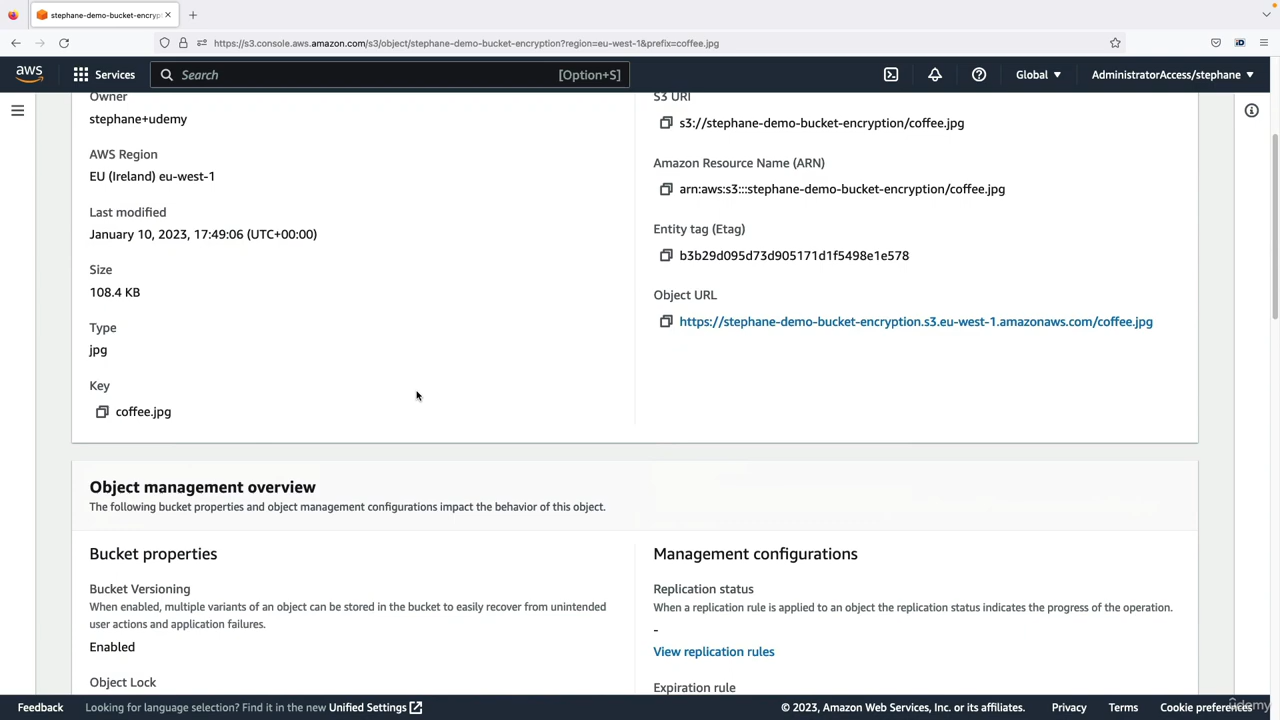 stephane-demo-bucket-encryp
https://s3.console.aws.amazon.com/s3/object/stephane-demo-bucket-encryption?region=eu-west-1&prefix=coffee.jpg
aws Services Search [Option+S] Global AdministratorAccess/stephane
Owner
stephane+udemy
AWS Region
EU (Ireland) eu-west-1
Last modified
January 10, 2023, 17:49:06 (UTC+00:00)
Size
108.4 KB
Type
jpg
Key
coffee.jpg
S3 URI
s3://stephane-demo-bucket-encryption/coffee.jpg
Amazon Resource Name (ARN)
arn:aws:s3:::stephane-demo-bucket-encryption/coffee.jpg
Entity tag (Etag)
b3b29d095d73d905171d1f5498e1e578
Object URL
https://stephane-demo-bucket-encryption.s3.eu-west-1.amazonaws.com/coffee.jpg
Object management overview
The following bucket properties and object management configurations impact the behavior of this object.
Bucket properties
Bucket Versioning
When enabled, multiple variants of an object can be stored in the bucket to easily recover from unintended
user actions and application failures.
Enabled
Object Lock
Management configurations
Replication status
When a replication rule is applied to an object the replication status indicates the progress of the operation.
-
View replication rules
Expiration rule
Feedback Looking for language selection? Find it in the new Unified Settings © 2023, Amazon Web Services, Inc. or its affiliates. Privacy Terms Cookie preferences
udemy